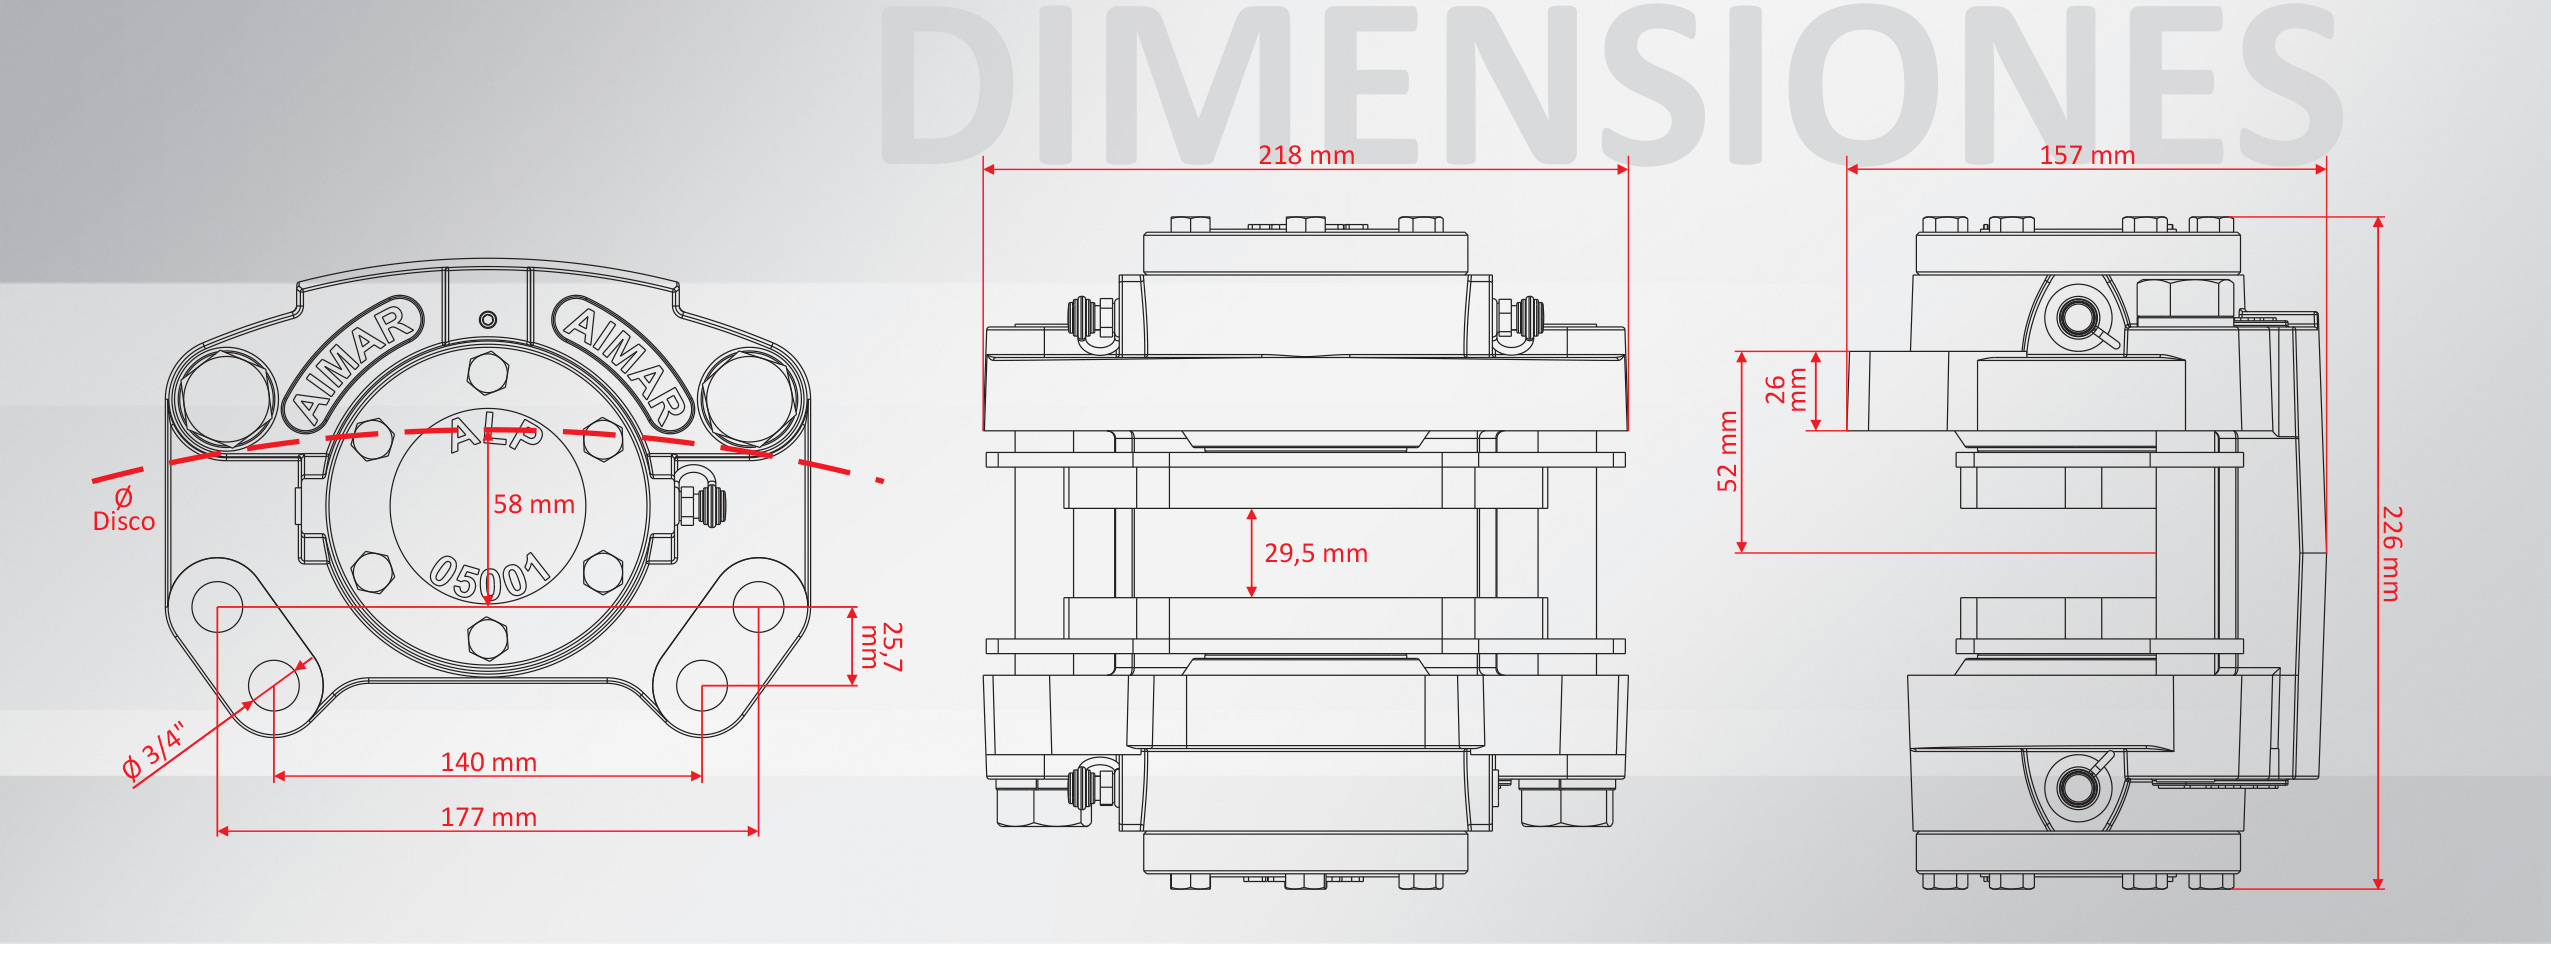 DIMENSIONES
218 mm
157 mm
AIMAR
AIMAR
ALP
05001
58 mm
Ø
Disco
25,7
mm
Ø 3/4"
140 mm
177 mm
29,5 mm
26
mm
52 mm
226 mm